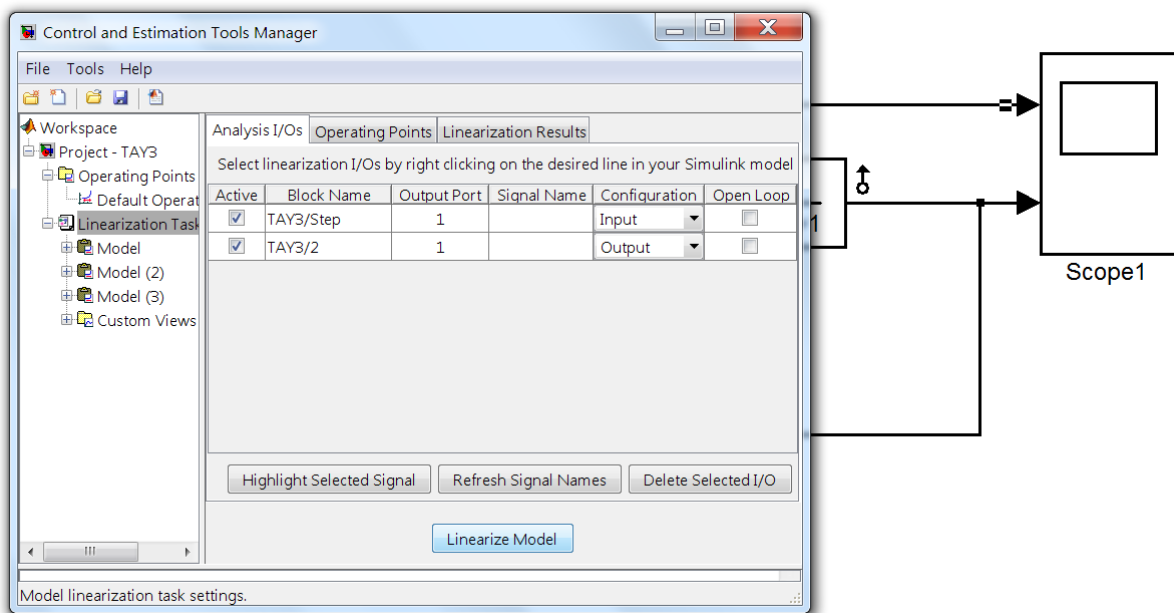 Control and Estimation Tools Manager
File Tools Help
Workspace
Project - TAY3
Operating Points
Default Operat
Linearization Task
Model
Model (2)
Model (3)
Custom Views
Analysis I/Os Operating Points Linearization Results
Select linearization I/Os by right clicking on the desired line in your Simulink model
Active Block Name Output Port Signal Name Configuration Open Loop
TAY3/Step 1 Input
TAY3/2 1 Output
Highlight Selected Signal Refresh Signal Names Delete Selected I/O
Linearize Model
Model linearization task settings.
1
Scope1